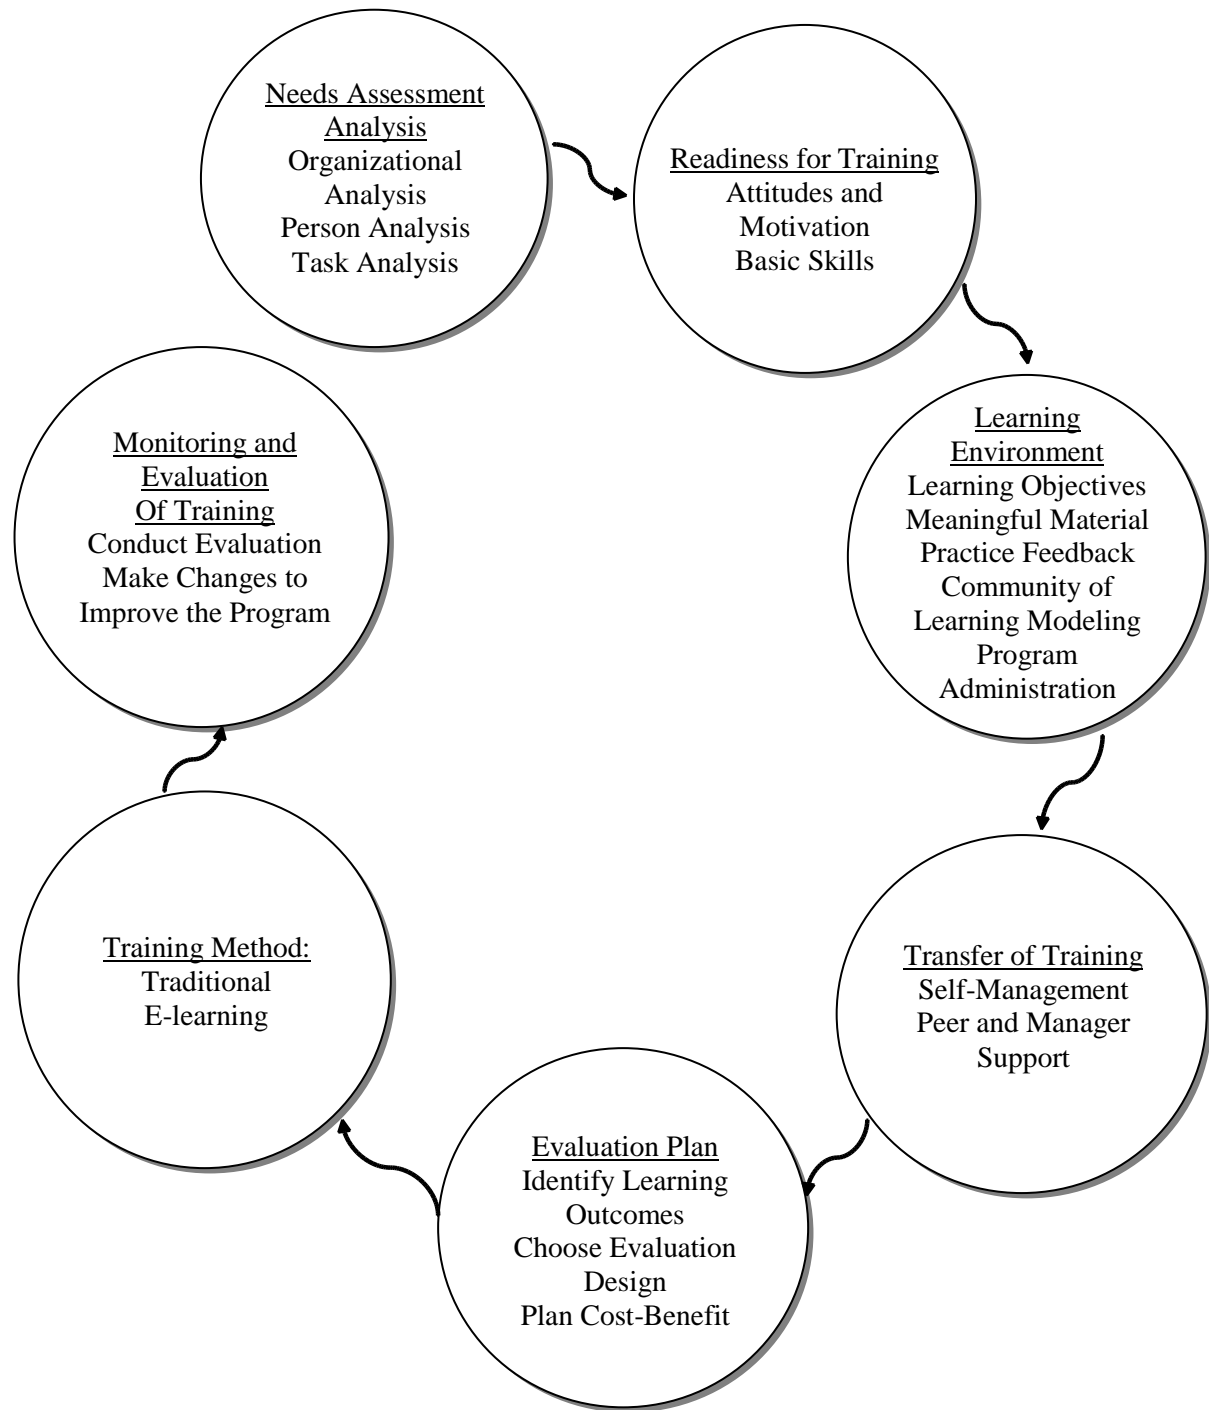 Needs Assessment
Analysis
Organizational
Analysis
Person Analysis
Task Analysis
Readiness for Training
Attitudes and
Motivation
Basic Skills
Learning
Environment
Learning Objectives
Meaningful Material
Practice Feedback
Community of
Learning Modeling
Program
Administration
Transfer of Training
Self-Management
Peer and Manager
Support
Evaluation Plan
Identify Learning
Outcomes
Choose Evaluation
Design
Plan Cost-Benefit
Training Method:
Traditional
E-learning
Monitoring and
Evaluation
Of Training
Conduct Evaluation
Make Changes to
Improve the Program